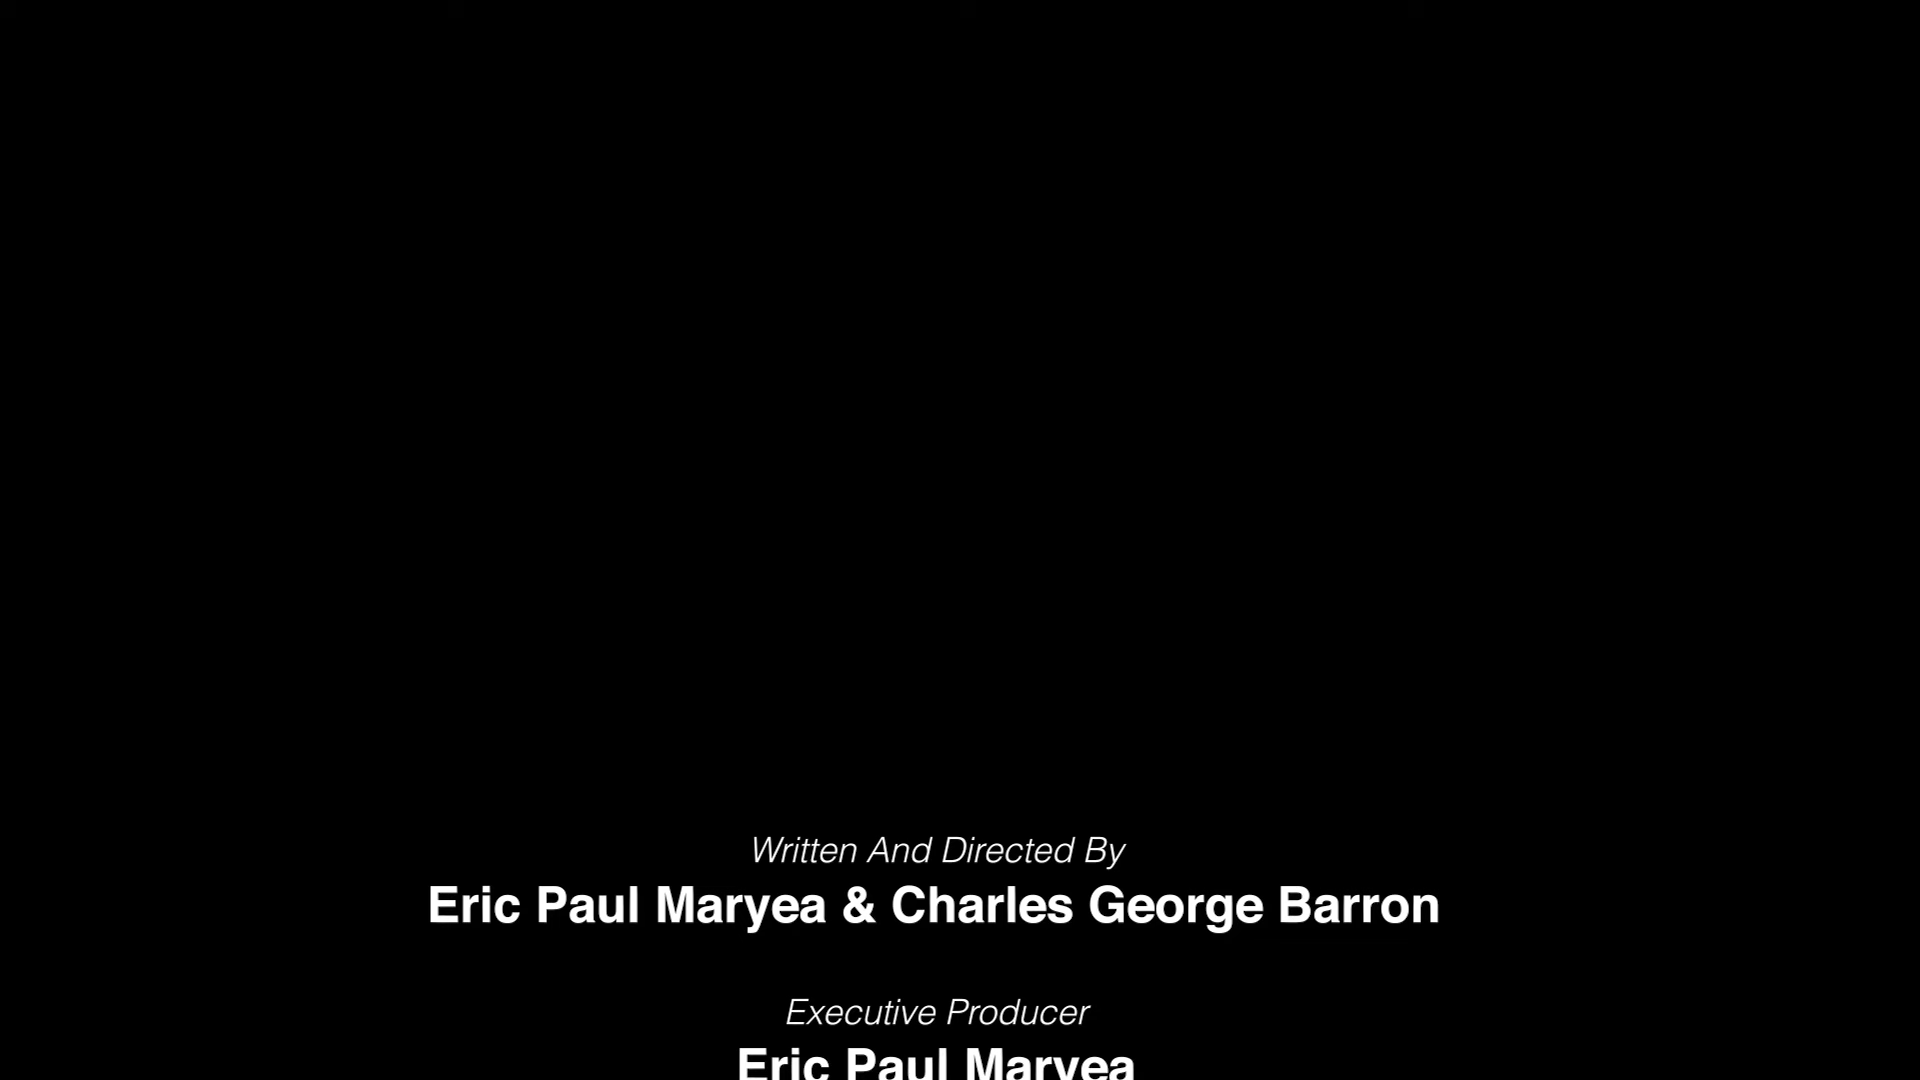 Written And Directed By
Eric Paul Maryea & Charles George Barron
Executive Producer
Eric Paul Maryea